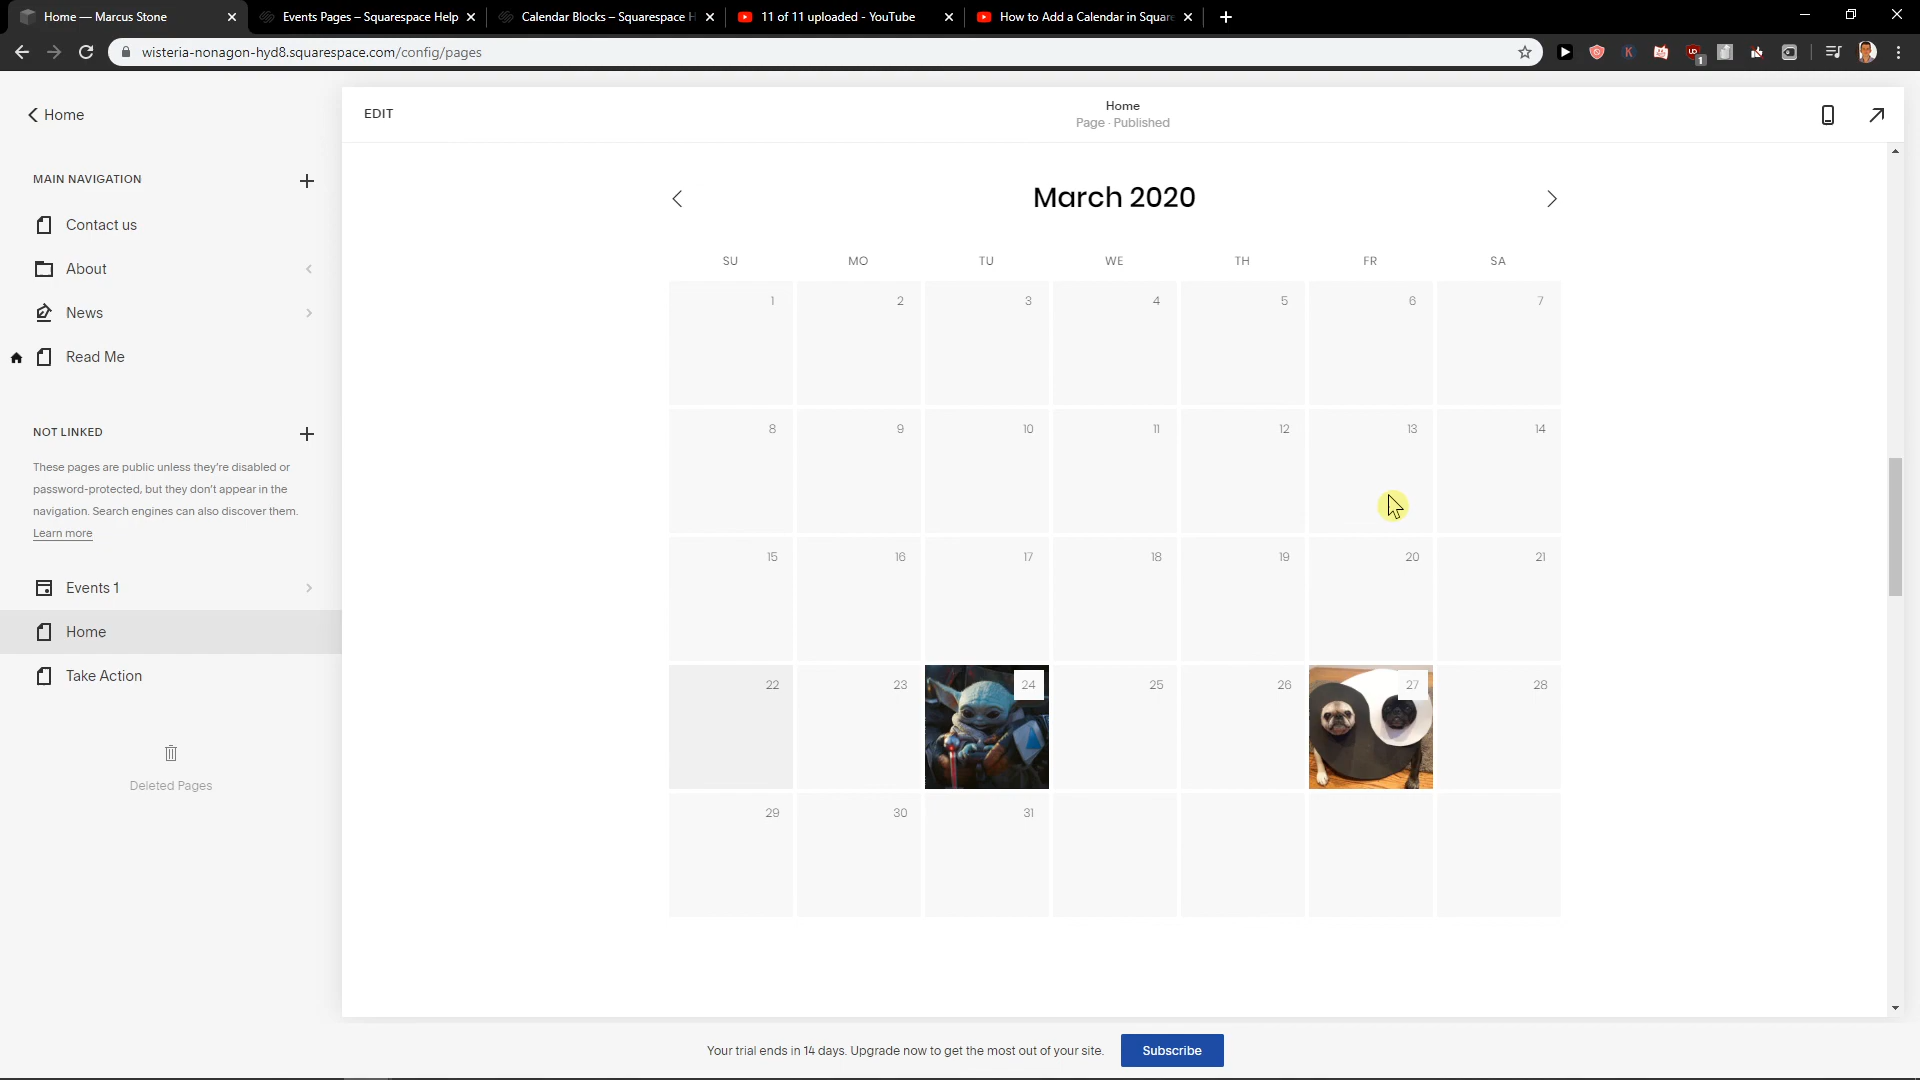 Home — Marcus Stone
Events Pages – Squarespace Help
Calendar Blocks – Squarespace H
11 of 11 uploaded - YouTube
How to Add a Calendar in Square
wisteria-nonagon-hyd8.squarespace.com/config/pages
1
Home
EDIT
Home
Page · Published
MAIN NAVIGATION
Contact us
About
News
Read Me
NOT LINKED
These pages are public unless they're disabled or
password-protected, but they don't appear in the
navigation. Search engines can also discover them.
Learn more
Events 1
Home
Take Action
Deleted Pages
March 2020
SU MO TU WE TH FR SA
1 2 3 4 5 6 7
8 9 10 11 12 13 14
15 16 17 18 19 20 21
22 23 24 25 26 27 28
29 30 31
Your trial ends in 14 days. Upgrade now to get the most out of your site.
Subscribe